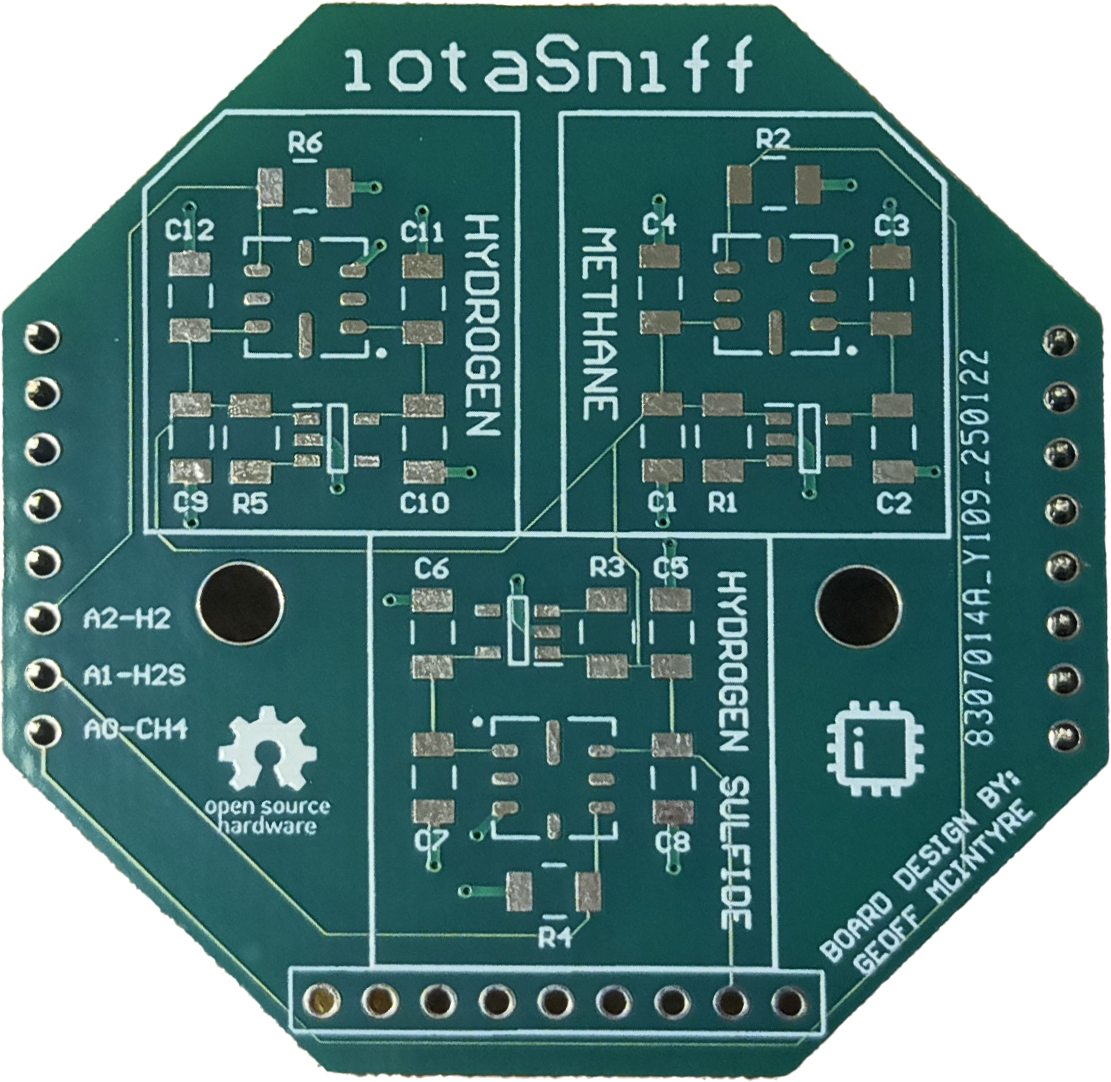 iotaSniff
R6
R2
C12
C11
C4
C3
HYDROGEN
METHANE
C9
R5
C10
C1
R1
C2
8307014A_Y109_250122
C6
R3
C5
A2-H2
A1-H2S
A0-CH4
HYDROGEN SULFIDE
open source
hardware
i
C7
C8
R4
BOARD DESIGN BY:
GEOFF MCINTYRE